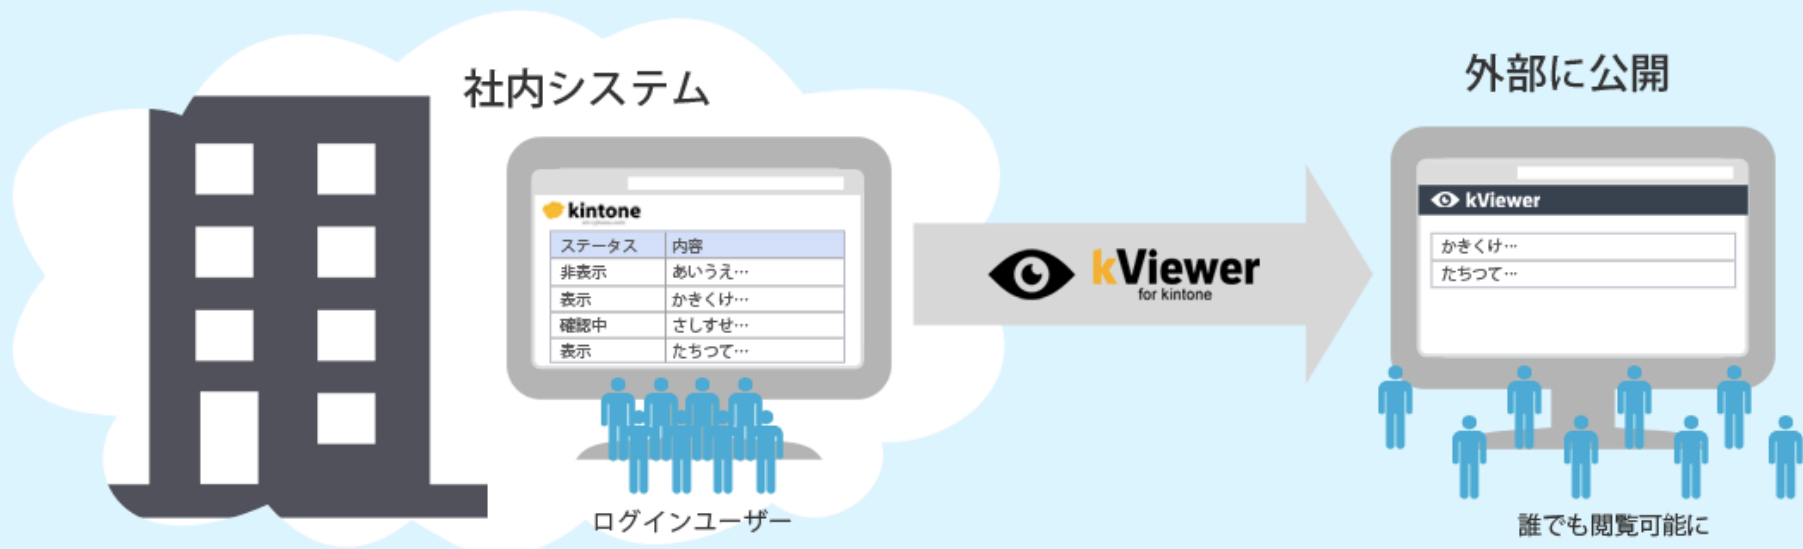 社内システム
kintone
ステータス 内容
非表示 あいうえ…
表示 かきくけ…
確認中 さしすせ…
表示 たちつて…
ログインユーザー
kViewer
for kintone
外部に公開
kViewer
かきくけ…
たちつて…
誰でも閲覧可能に